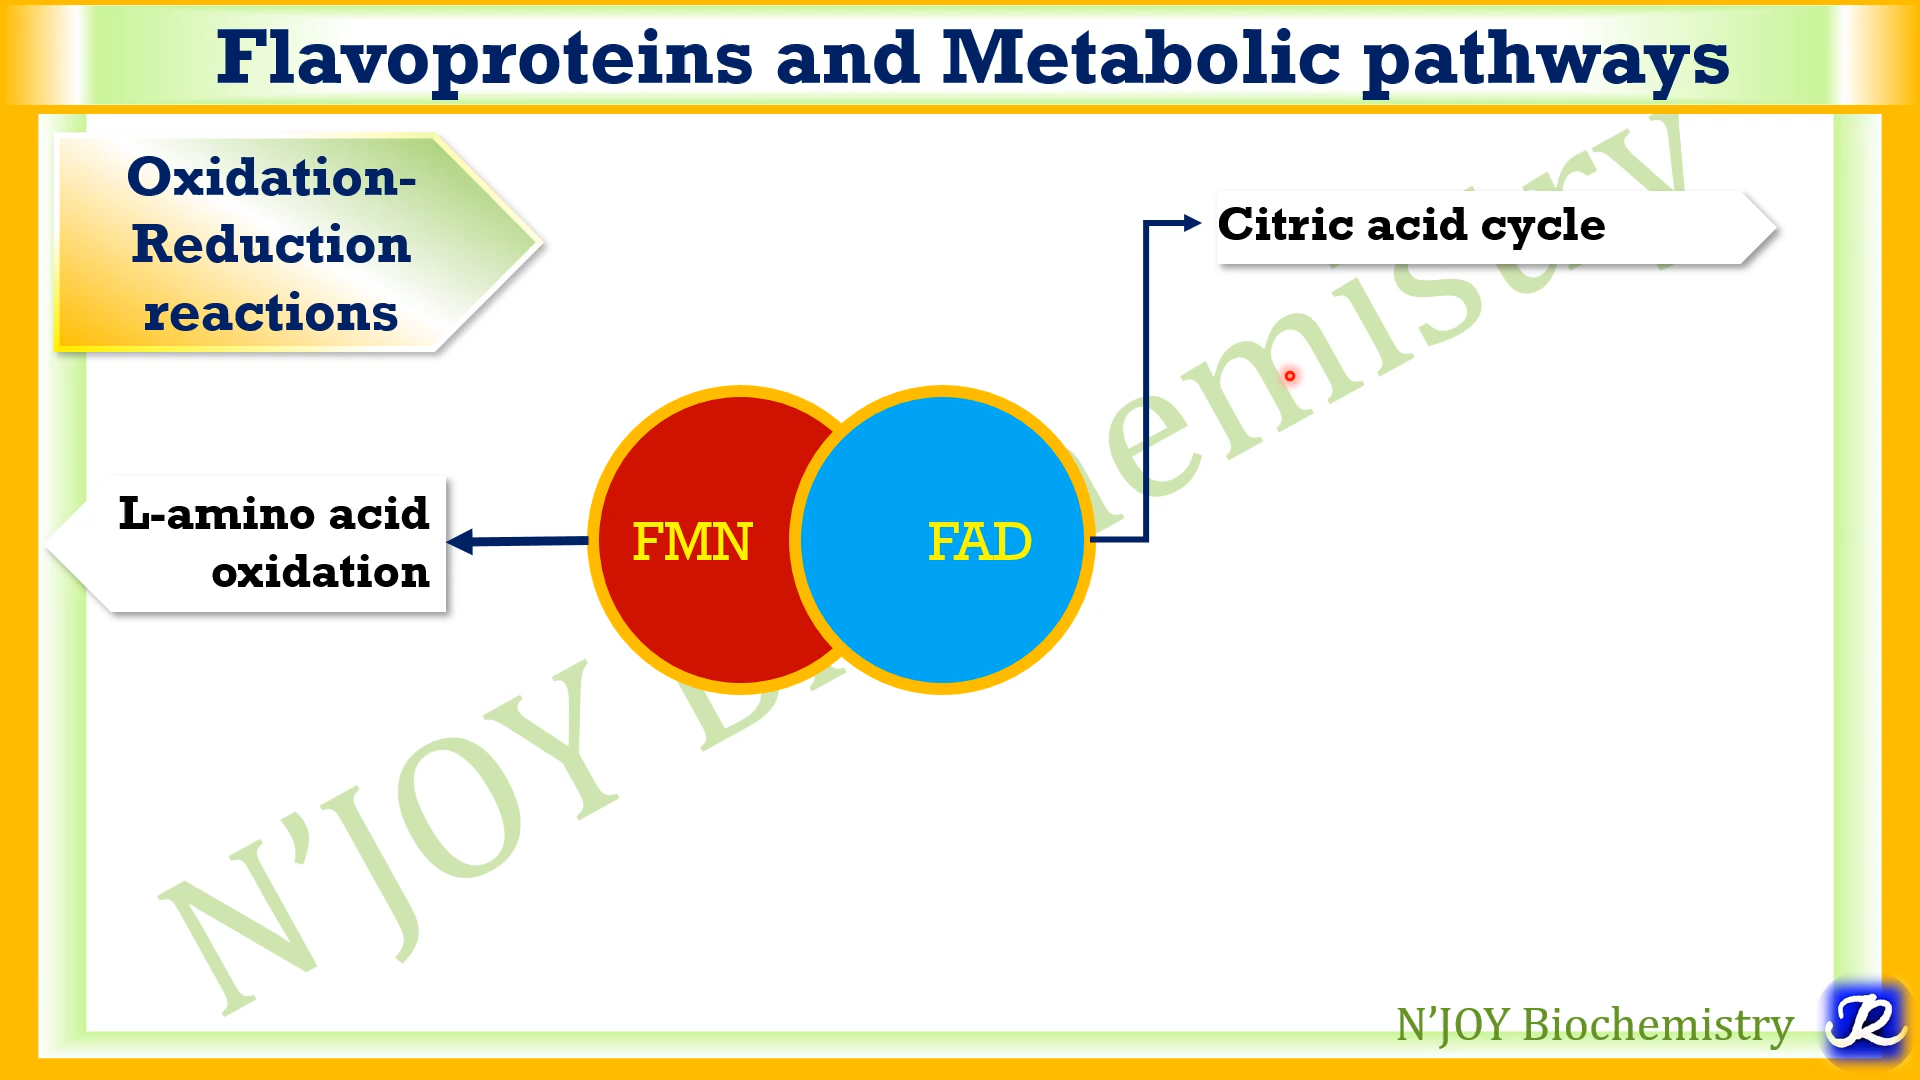 Flavoproteins and Metabolic pathways
Oxidation-
Reduction
reactions
Citric acid cycle
L-amino acid
oxidation
FMN
FAD
N’JOY Biochemistry
N’JOY Biochemistry